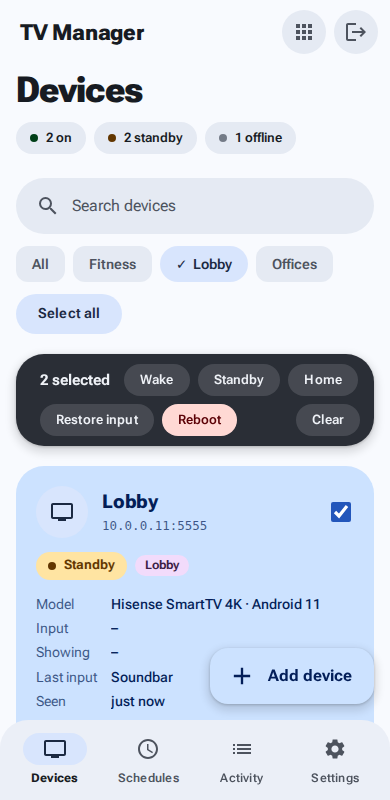 TV Manager
Devices
2 on
2 standby
1 offline
Search devices
All
Fitness
✓ Lobby
Offices
Select all
2 selected
Wake
Standby
Home
Restore input
Reboot
Clear
Lobby
10.0.0.11:5555
Standby
Lobby
Model Hisense SmartTV 4K · Android 11
Input –
Showing –
Last input Soundbar
Seen just now
Add device
Devices
Schedules
Activity
Settings